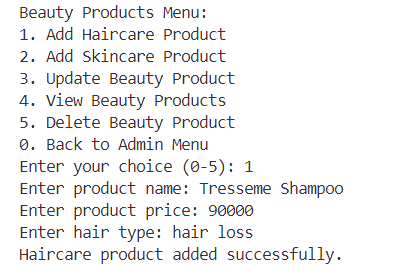 Beauty Products Menu:
1. Add Haircare Product
2. Add Skincare Product
3. Update Beauty Product
4. View Beauty Products
5. Delete Beauty Product
0. Back to Admin Menu
Enter your choice (0-5): 1
Enter product name: Tresseme Shampoo
Enter product price: 90000
Enter hair type: hair loss
Haircare product added successfully.